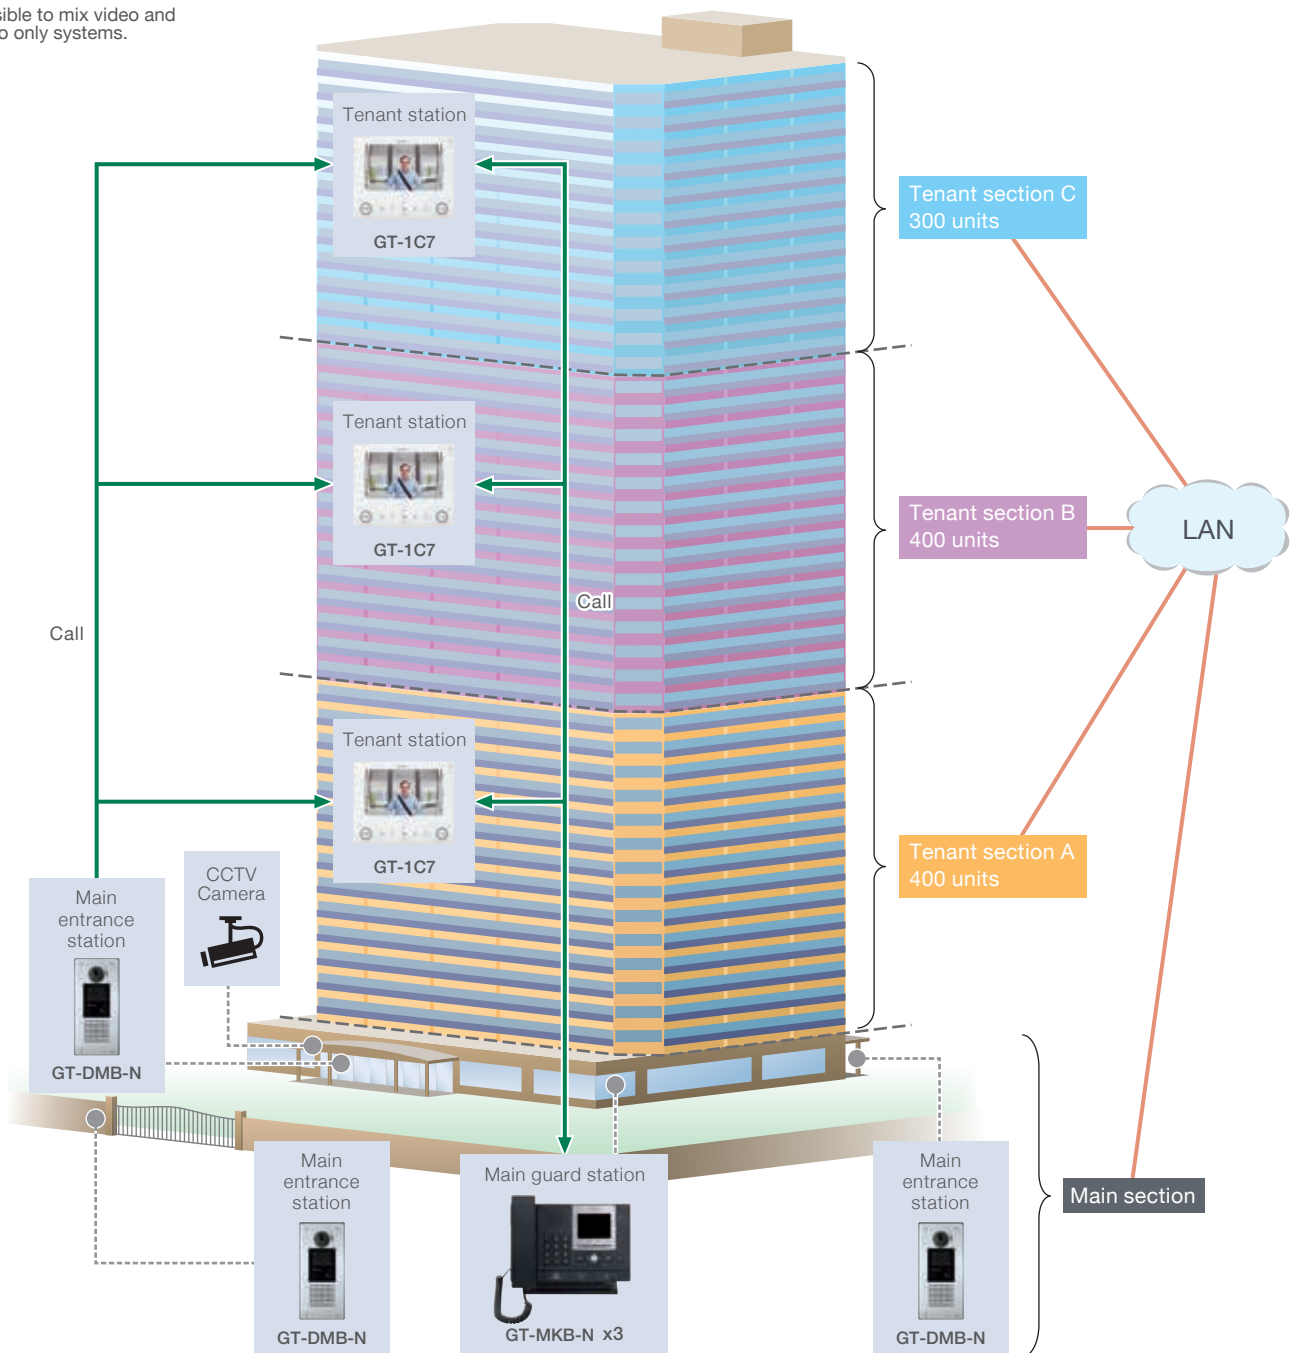 to mix video and
only systems.
Tenant station
GT-1C7
Tenant section C
300 units
Tenant station
GT-1C7
Tenant section B
400 units
LAN
Call
Call
Tenant station
GT-1C7
Tenant section A
400 units
CCTV
Camera
Main
entrance
station
GT-DMB-N
Main
entrance
station
GT-DMB-N
Main guard station
GT-MKB-N x3
Main
entrance
station
GT-DMB-N
Main section